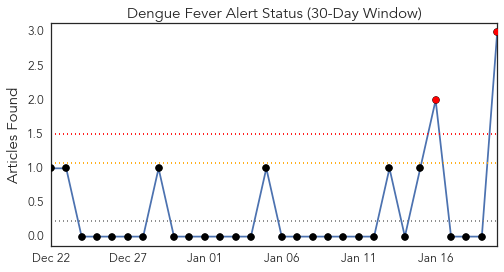 Dengue Fever Alert Status (30-Day Window)
Articles Found
3.0
2.5
2.0
1.5
1.0
0.5
0.0
Dec 22 Dec 27 Jan 01 Jan 06 Jan 11 Jan 16